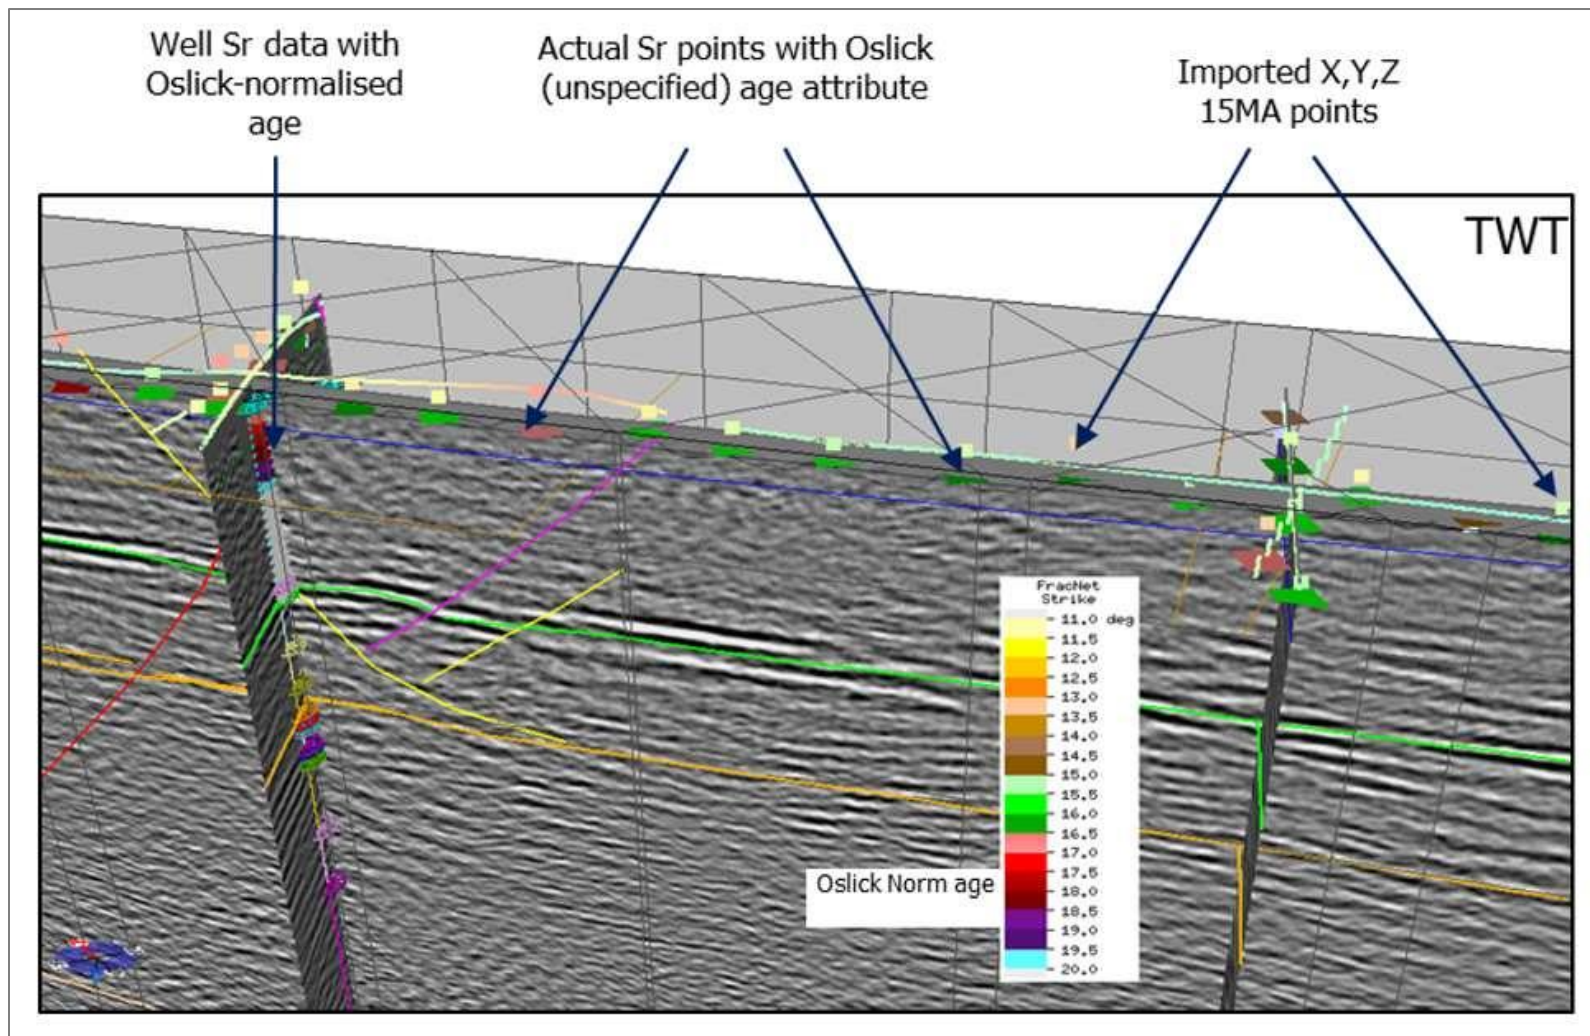 Well Sr data with
Oslick-normalised
age
Actual Sr points with Oslick
(unspecified) age attribute
Imported X,Y,Z
15MA points
TWT
FracNet
Strike
11.0 deg
11.5
12.0
12.5
13.0
13.5
14.0
14.5
15.0
15.5
16.0
16.5
17.0
17.5
18.0
18.5
19.0
19.5
20.0
Oslick Norm age